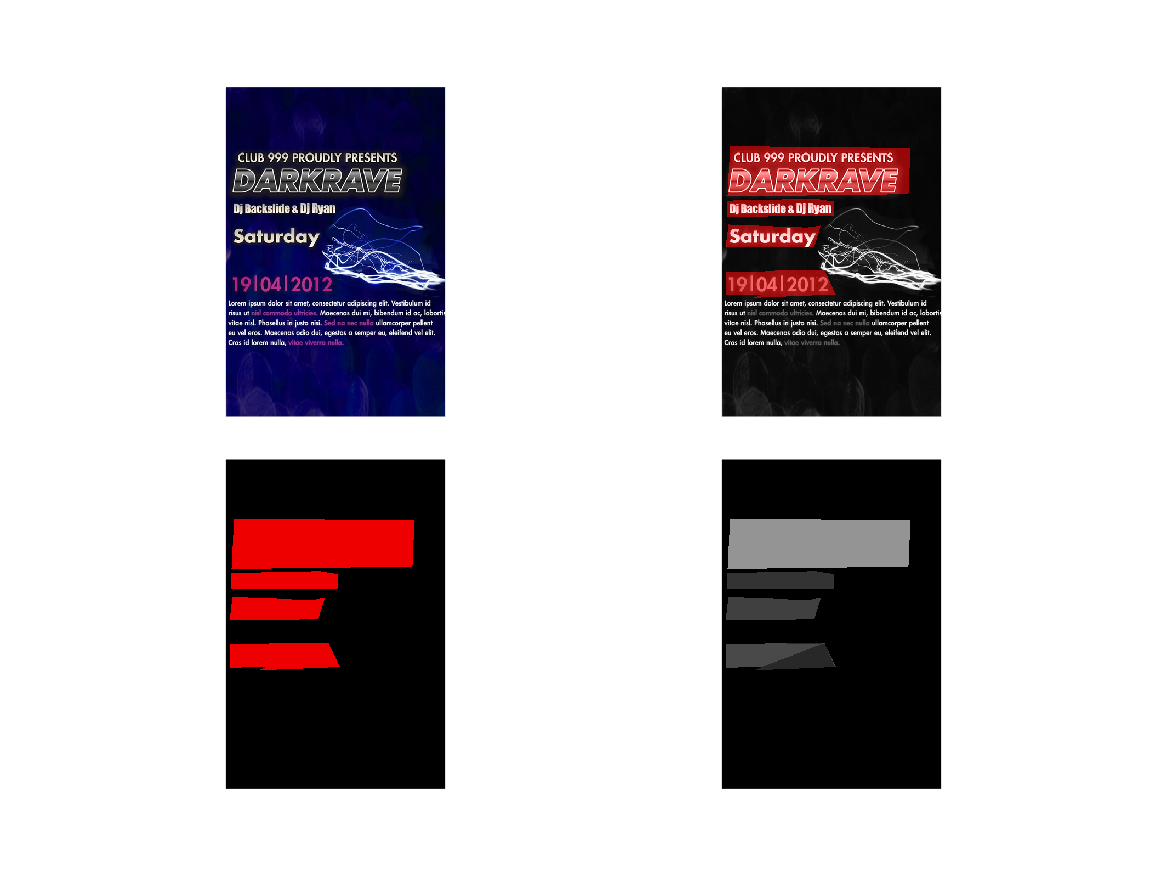 CLUB 999 PROUDLY PRESENTS
DARKRAVE
Dj Backslide & Dj Ryan
Saturday
19|04|2012
Lorem ipsum dolor sit amet, consectetur adipiscing elit. Vestibulum id
risus ut nisl commodo ultricies. Maecenas dui mi, bibendum id ac, lobortis
vitae nisl. Phasellus in justo nisi. Sed na sec nulla ullamcorper pellent
eu vel eros. Maecenas odio dui, egestas a semper eu, eleifend vel elit.
Cras id lorem nulla, vitae viverra nulla.
CLUB 999 PROUDLY PRESENTS
DARKRAVE
Dj Backslide & Dj Ryan
Saturday
19|04|2012
Lorem ipsum dolor sit amet, consectetur adipiscing elit. Vestibulum id
risus ut nisl commodo ultricies. Maecenas dui mi, bibendum id ac, lobortis
vitae nisl. Phasellus in justo nisi. Sed na sec nulla ullamcorper pellent
eu vel eros. Maecenas odio dui, egestas a semper eu, eleifend vel elit.
Cras id lorem nulla, vitae viverra nulla.